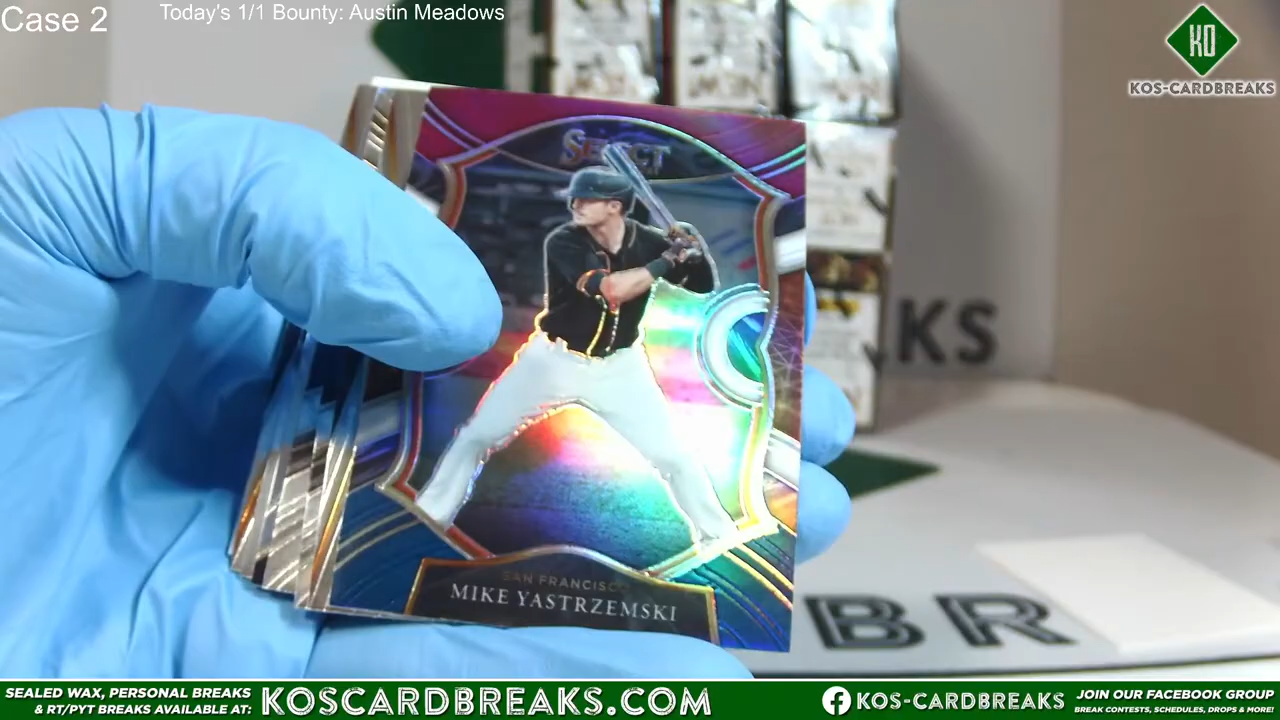 Case 2
Today's 1/1 Bounty: Austin Meadows
KO
KOS-CARDBREAKS
SELECT
KS
SAN FRANCISCO
MIKE YASTRZEMSKI
BR
SEALED WAX, PERSONAL BREAKS
& RT/PYT BREAKS AVAILABLE AT:
KOSCARDBREAKS.COM
KOS-CARDBREAKS
JOIN OUR FACEBOOK GROUP
BREAK CONTESTS, SCHEDULES, DROPS & MORE!